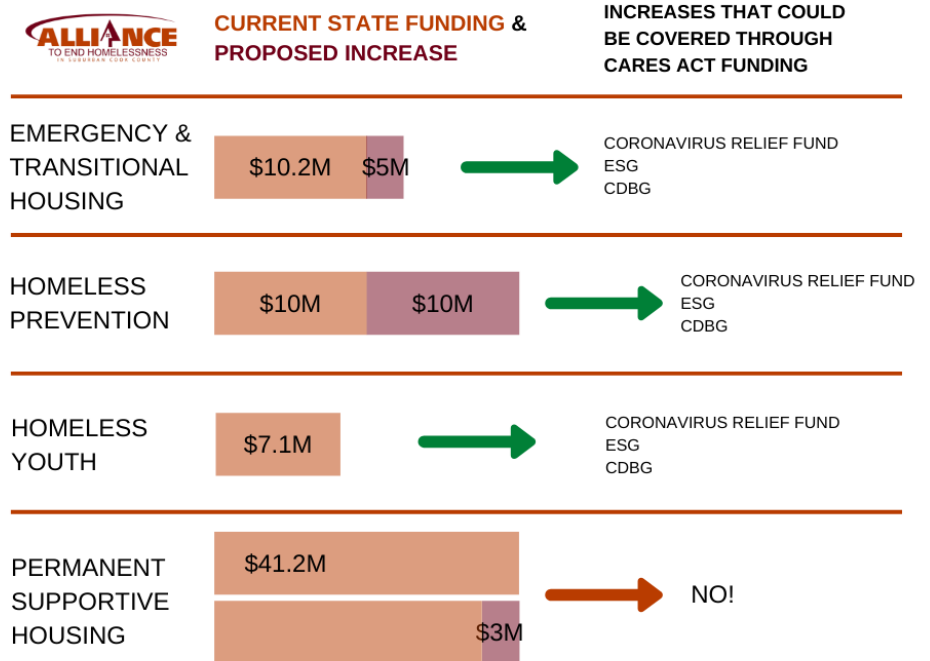 ALLIANCE
TO END HOMELESSNESS
IN SUBURBAN COOK COUNTY
CURRENT STATE FUNDING &
PROPOSED INCREASE
INCREASES THAT COULD
BE COVERED THROUGH
CARES ACT FUNDING
EMERGENCY &
TRANSITIONAL
HOUSING
$10.2M
$5M
CORONAVIRUS RELIEF FUND
ESG
CDBG
HOMELESS
PREVENTION
$10M
$10M
CORONAVIRUS RELIEF FUND
ESG
CDBG
HOMELESS
YOUTH
$7.1M
CORONAVIRUS RELIEF FUND
ESG
CDBG
PERMANENT
SUPPORTIVE
HOUSING
$41.2M
$3M
NO!